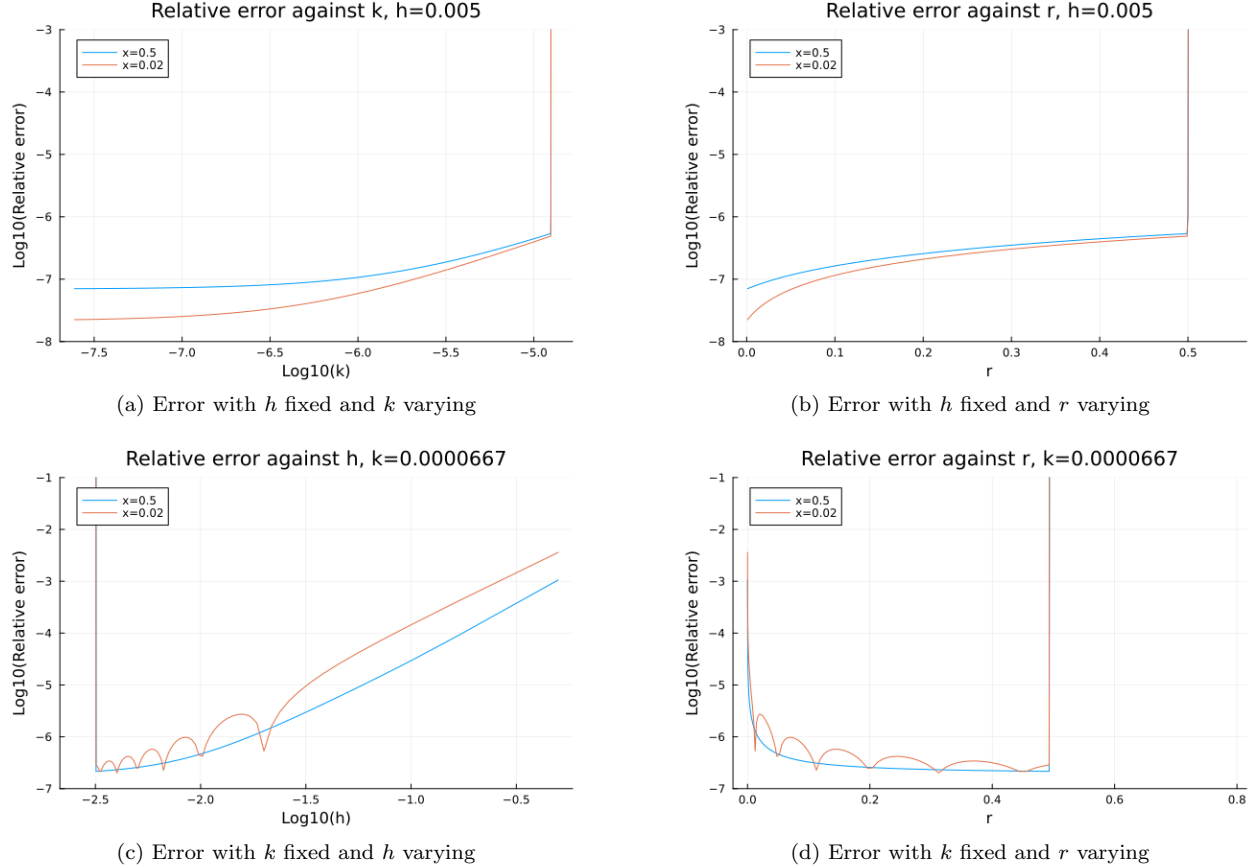 Relative error against k, h=0.005
−3
−4
−5
−6
−7
−8
Log10(Relative error)
x=0.5
x=0.02
−7.5
−7.0
−6.5
−6.0
−5.5
−5.0
Log10(k)
(a) Error with h fixed and k varying
Relative error against r, h=0.005
−3
−4
−5
−6
−7
−8
Log10(Relative error)
x=0.5
x=0.02
0.0
0.1
0.2
0.3
0.4
0.5
r
(b) Error with h fixed and r varying
Relative error against h, k=0.0000667
−1
−2
−3
−4
−5
−6
−7
Log10(Relative error)
x=0.5
x=0.02
−2.5
−2.0
−1.5
−1.0
−0.5
Log10(h)
(c) Error with k fixed and h varying
Relative error against r, k=0.0000667
−1
−2
−3
−4
−5
−6
−7
Log10(Relative error)
x=0.5
x=0.02
0.0
0.2
0.4
0.6
0.8
r
(d) Error with k fixed and r varying